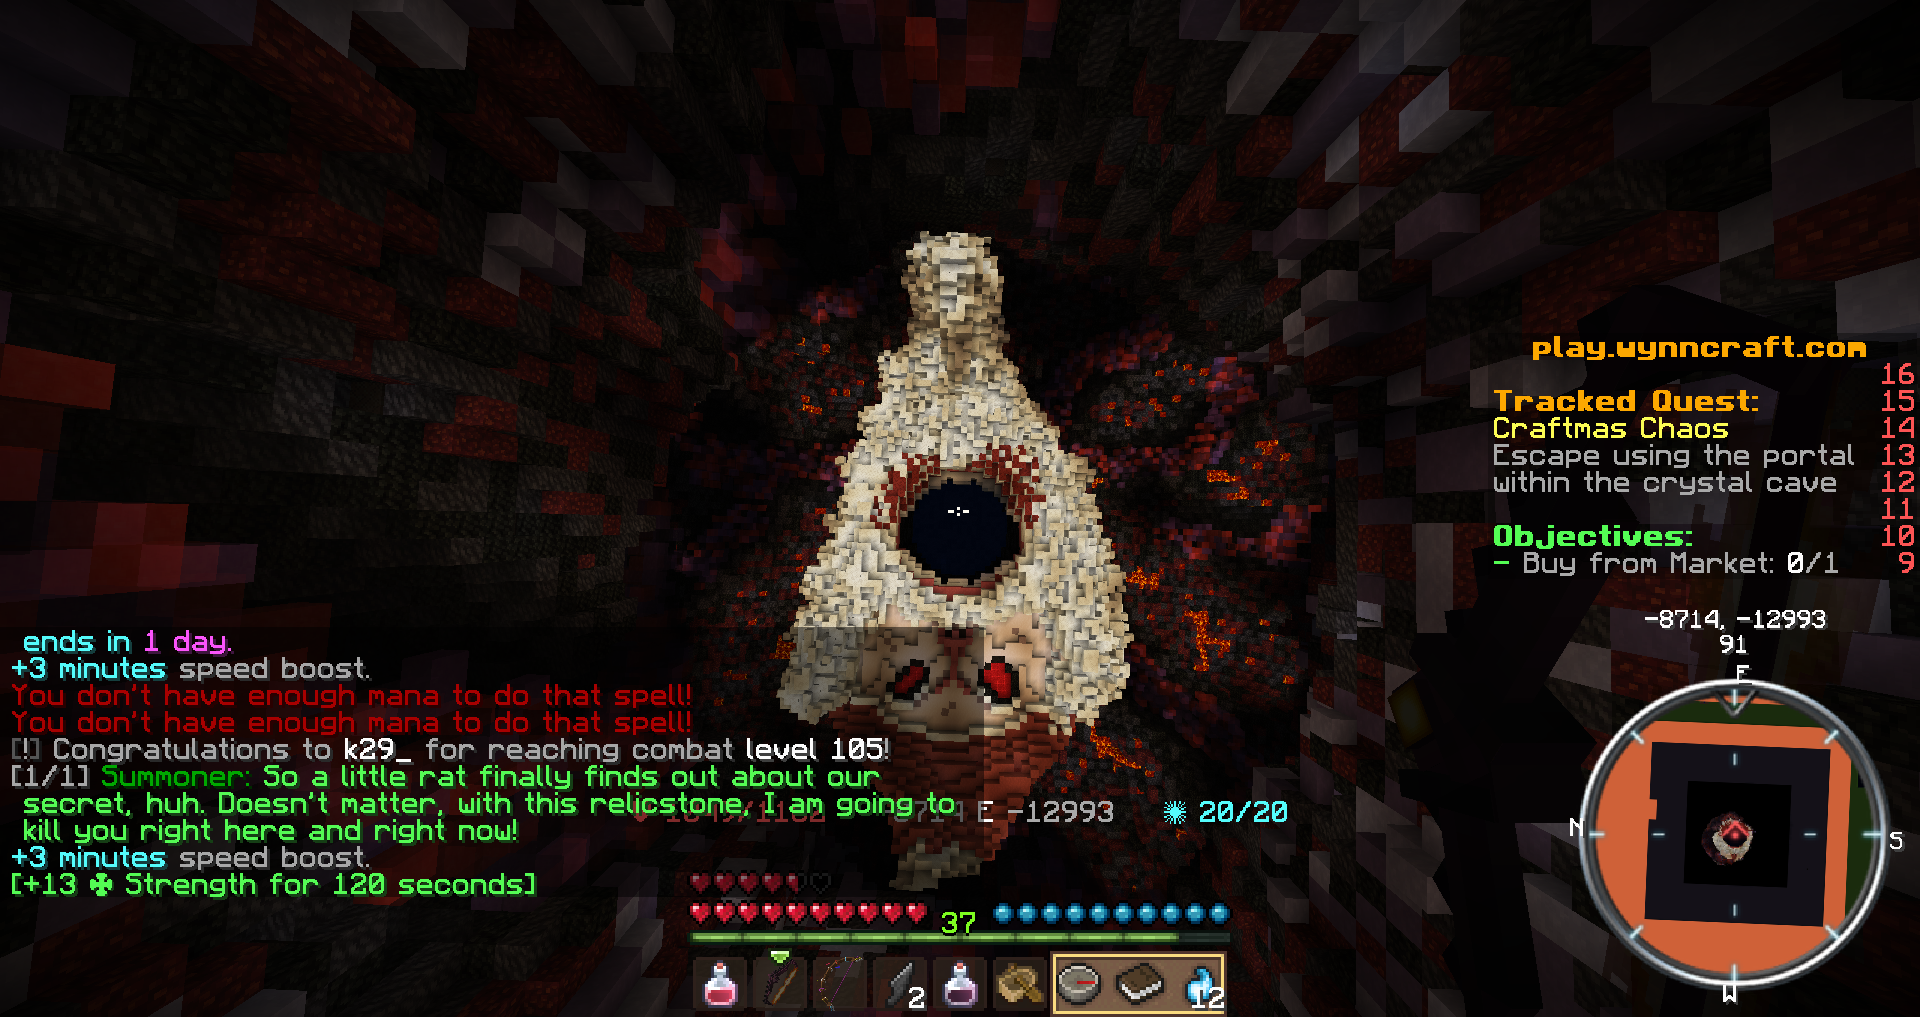 play.wynncraft.com
16
Tracked Quest: 15
Craftmas Chaos 14
Escape using the portal 13
within the crystal cave 12
11
Objectives: 10
- Buy from Market: 0/1 9
-8714, -12993
91
E
N
S
W
ends in 1 day.
+3 minutes speed boost.
You don't have enough mana to do that spell!
You don't have enough mana to do that spell!
[!] Congratulations to k29_ for reaching combat level 105!
[1/1] Summoner: So a little rat finally finds out about our
secret, huh. Doesn't matter, with this relicstone, I am going to
kill you right here and right now!
+3 minutes speed boost.
[+13 ✤ Strength for 120 seconds]
E -12993
20/20
37
2
12